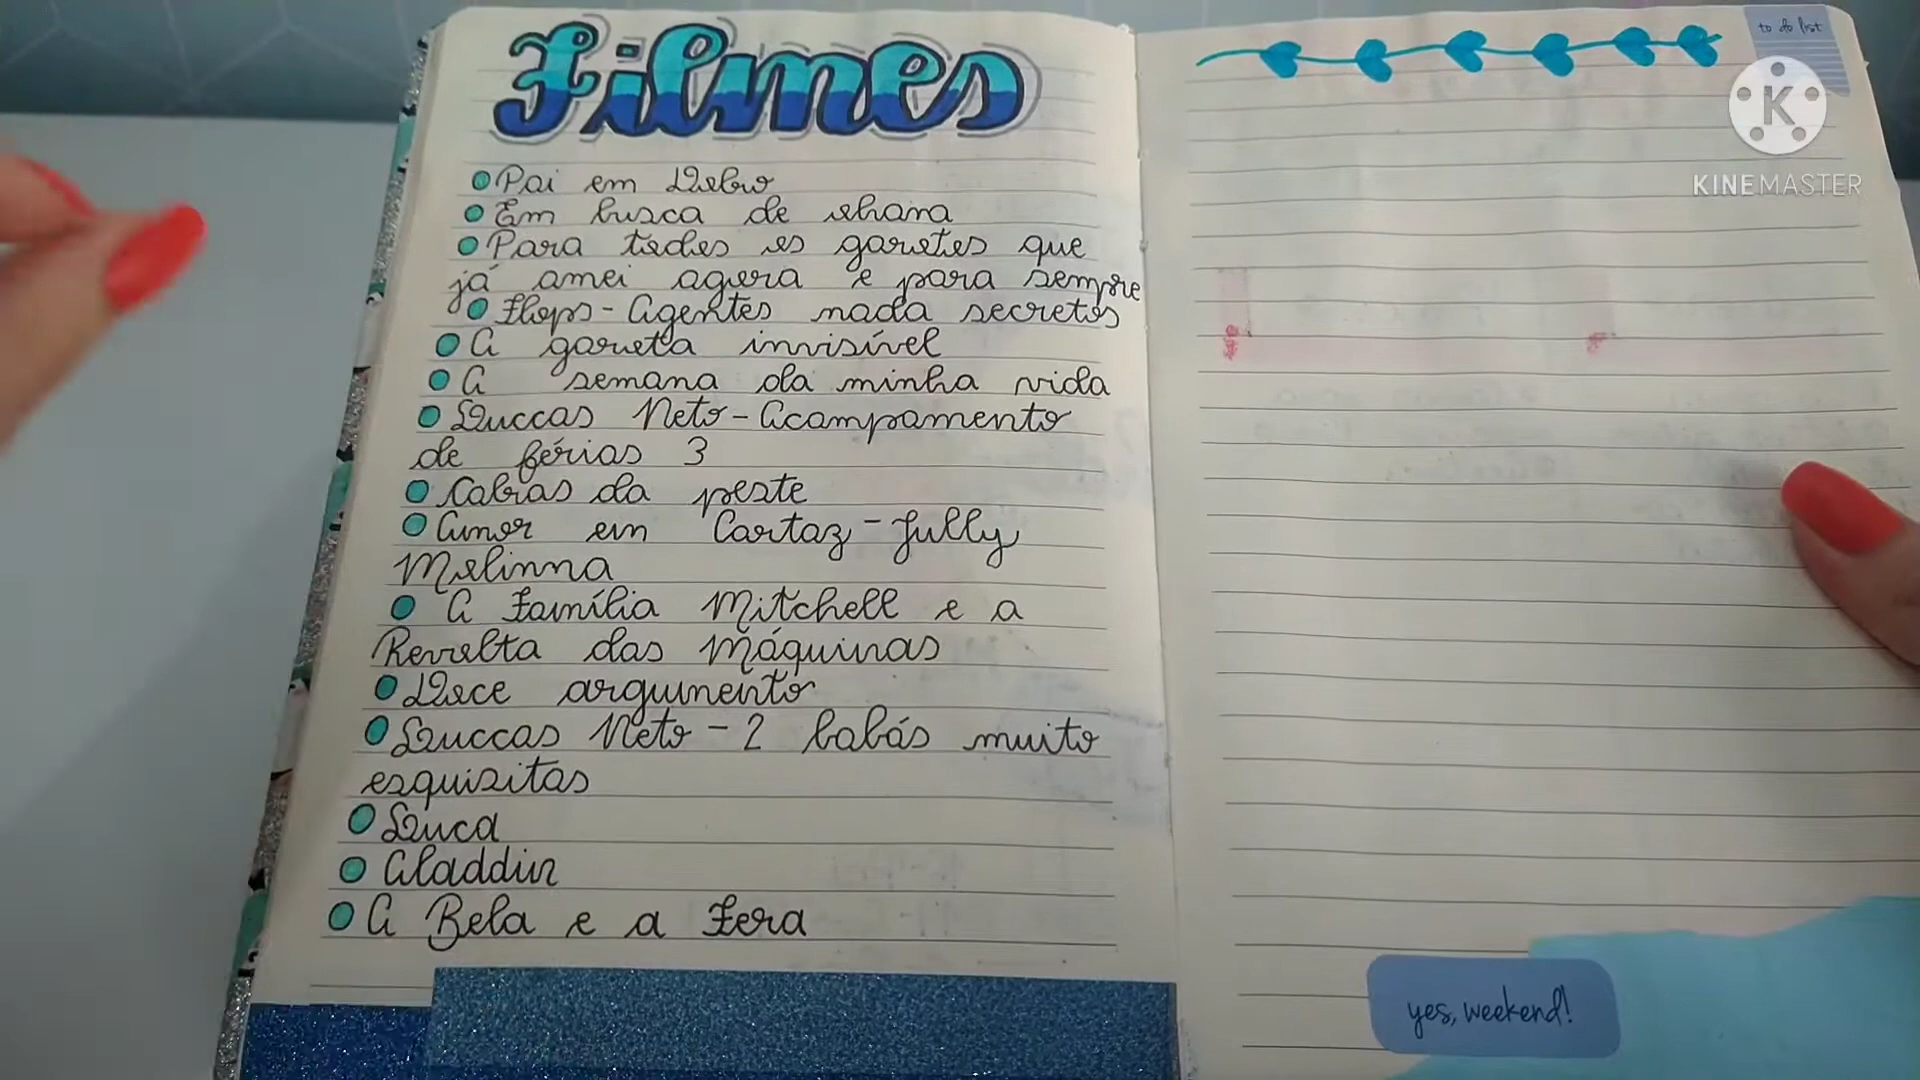 Filmes
Pai em Dobro
Em busca de ohana
Para todos os garotos que
já amei agora e para sempre
Flops - Agentes nada secretos
A garota invisível
A semana da minha vida
Luccas Neto - Acampamento
de férias 3
Cabras da peste
Amor em Cartaz - Jully
Molinna
A Família Mitchell e a
Revolta das Máquinas
Doce argumento
Luccas Neto - 2 babás muito
esquisitas
Luca
Aladdin
A Bela e a Fera
to do list
K
KINEMASTER
yes, weekend!